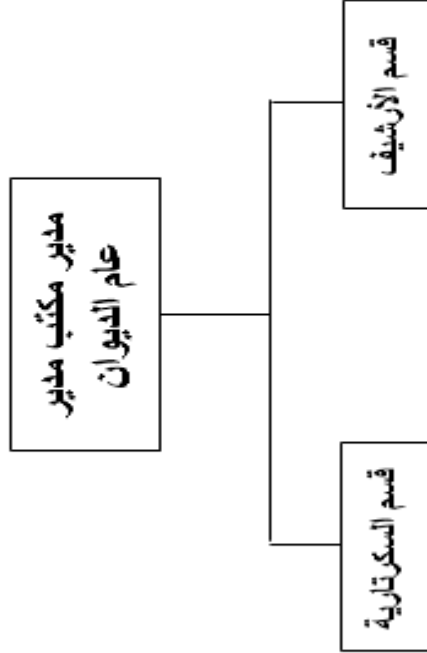 مدير مكتب مدير
عام الديوان
قسم الأرشيف
قسم السكرتارية